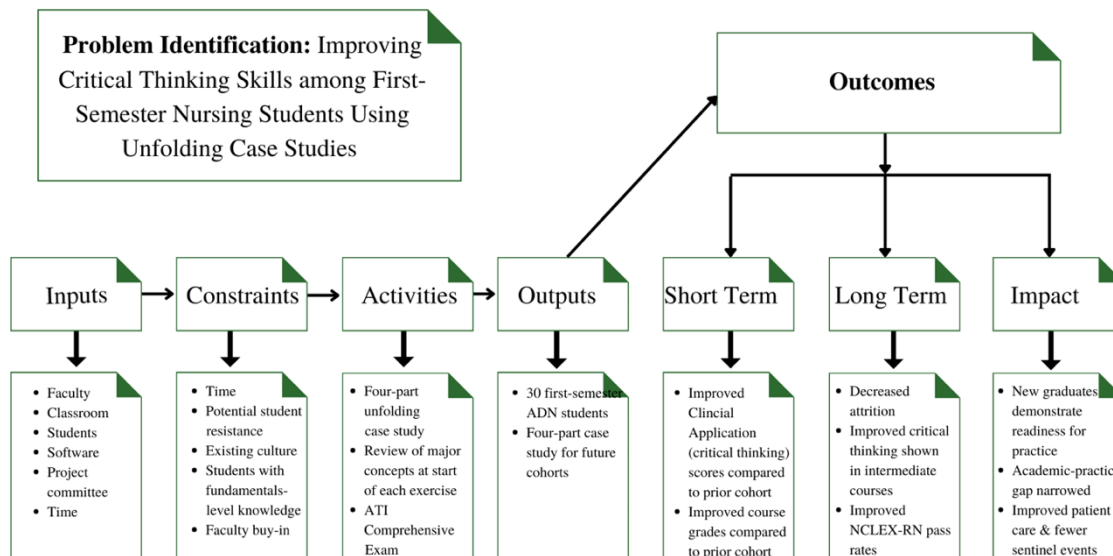 Problem Identification: Improving
Critical Thinking Skills among First-
Semester Nursing Students Using
Unfolding Case Studies
Outcomes
Inputs
Constraints
Activities
Outputs
Short Term
Long Term
Impact
• Faculty
• Classroom
• Students
• Software
• Project
committee
• Time
• Time
• Potential student
resistance
• Existing culture
• Students with
fundamentals-
level knowledge
• Faculty buy-in
• Four-part
unfolding
case study
• Review of major
concepts at start
of each exercise
• ATI
Comprehensive
Exam
• 30 first-semester
ADN students
• Four-part case
study for future
cohorts
• Improved
Clincial
Application
(critical thinking)
scores compared
to prior cohort
• Improved course
grades compared
to prior cohort
• Decreased
attrition
• Improved critical
thinking shown
in intermediate
courses
• Improved
NCLEX-RN pass
rates
• New graduates
demonstrate
readiness for
practice
• Academic-practice
gap narrowed
• Improved patient
care & fewer
sentinel events